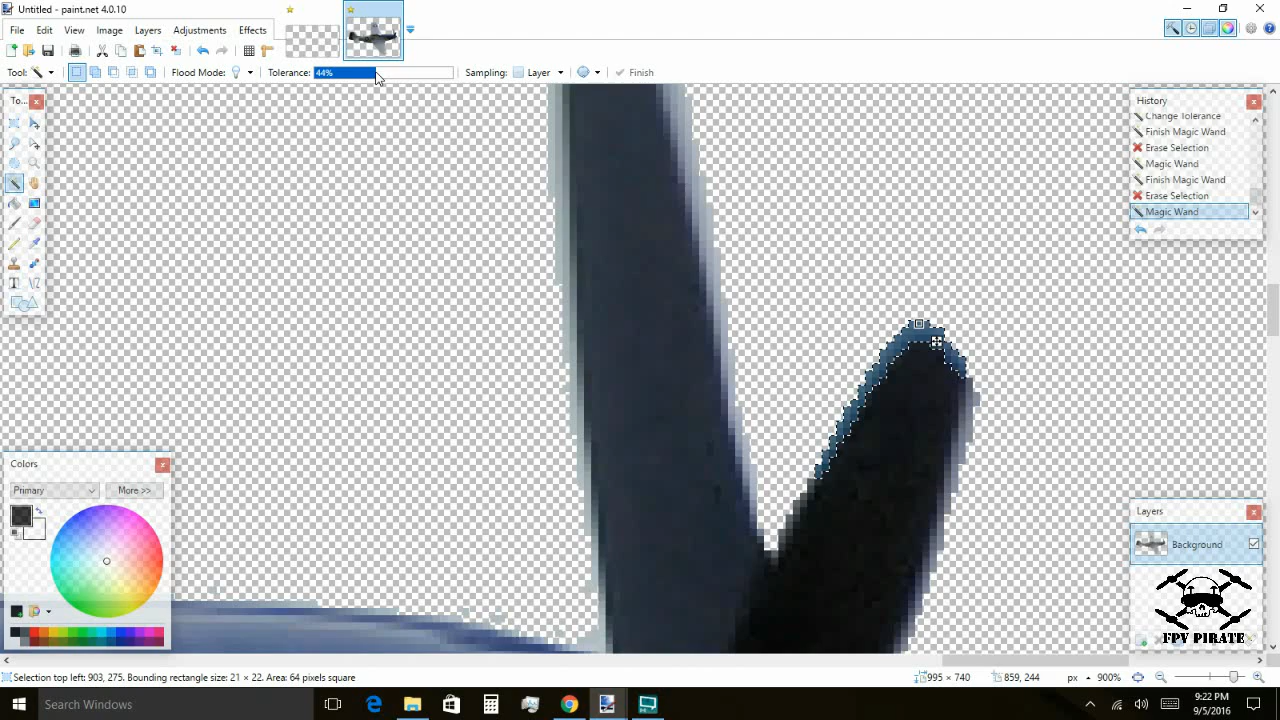 Untitled - paint.net 4.0.10
File Edit View Image Layers Adjustments Effects
Tool: Flood Mode: Tolerance: 44% Sampling: Layer Finish
To...
History
Change Tolerance
Finish Magic Wand
Erase Selection
Magic Wand
Finish Magic Wand
Erase Selection
Magic Wand
Colors
Primary More >>
Layers
Background
FPV PIRATE
Selection top left: 903, 275. Bounding rectangle size: 21 × 22. Area: 64 pixels square 995 × 740 859, 244 px 900%
Search Windows
9:22 PM
9/5/2016